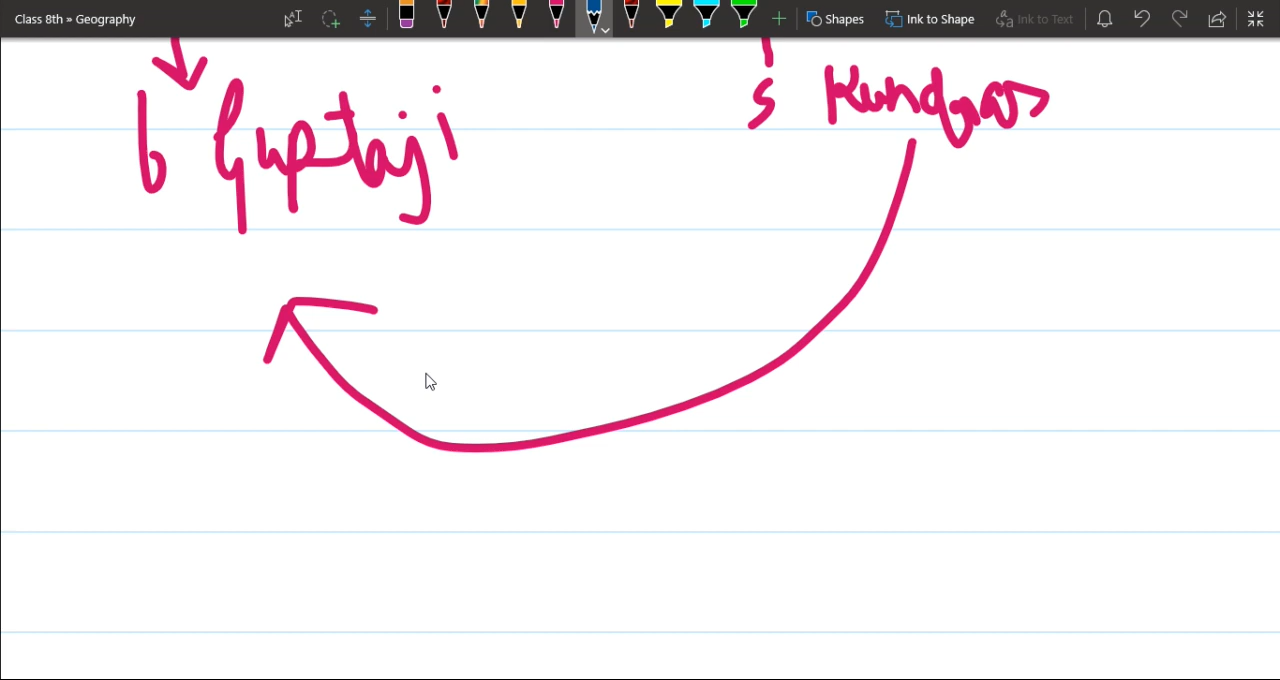 Class 8th » Geography
Shapes
Ink to Shape
Ink to Text
6 Guptaji
5